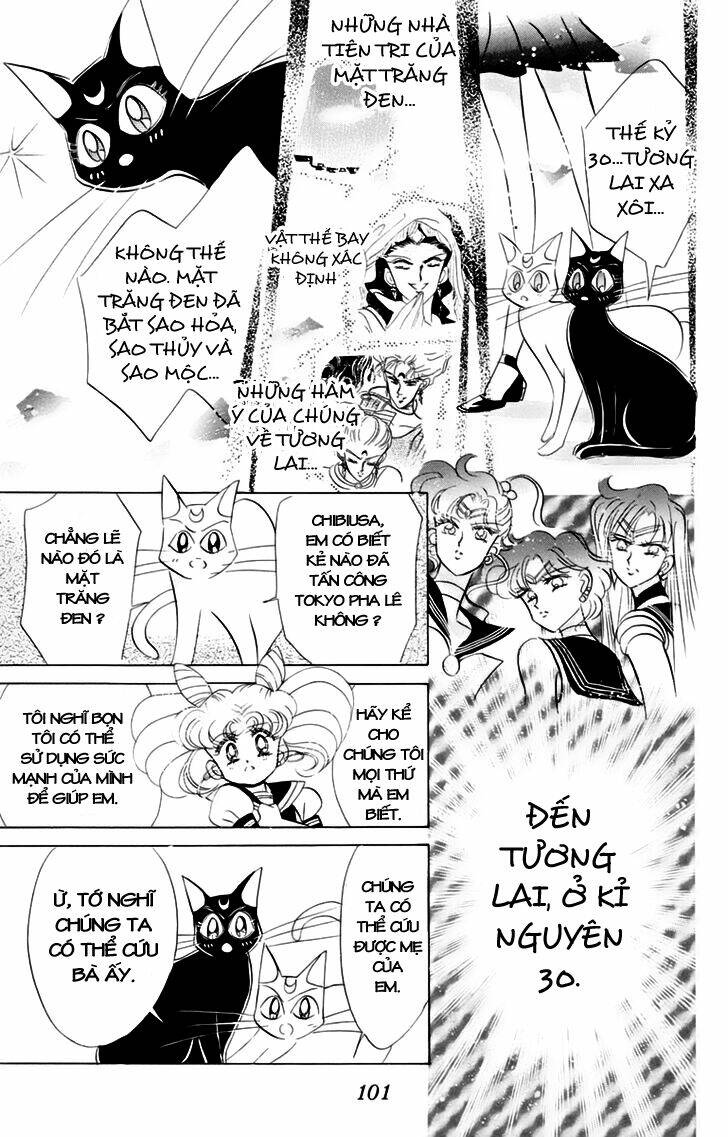 THẾ KỶ
30...TƯƠNG
LAI XA
XÔI...
NHỮNG NHÀ
TIÊN TRI CỦA
MẶT TRĂNG
ĐEN...
VẬT THỂ BAY
KHÔNG XÁC
ĐỊNH
NHỮNG HÀM
Ý CỦA CHÚNG
VỀ TƯƠNG
LAI...
KHÔNG THỂ
NÀO. MẶT
TRĂNG ĐEN ĐÃ
BẮT SAO HỎA,
SAO THỦY VÀ
SAO MỘC...
ĐẾN
TƯƠNG
LAI, Ở KỈ
NGUYÊN
30.
CHIBIUSA,
EM CÓ BIẾT
KẺ NÀO ĐÃ
TẤN CÔNG
TOKYO PHA LÊ
KHÔNG ?
CHẲNG LẼ
NÀO ĐÓ LÀ
MẶT
TRĂNG
ĐEN ?
HÃY KỂ
CHO
CHÚNG TÔI
MỌI THỨ
MÀ EM
BIẾT.
TÔI NGHĨ BỌN
TÔI CÓ THỂ
SỬ DỤNG SỨC
MẠNH CỦA MÌNH
ĐỂ GIÚP EM.
CHÚNG
TA CÓ THỂ
CỨU
ĐƯỢC MẸ
CỦA
EM.
Ừ, TỚ NGHĨ
CHÚNG TA
CÓ THỂ CỨU
BÀ ẤY.
101